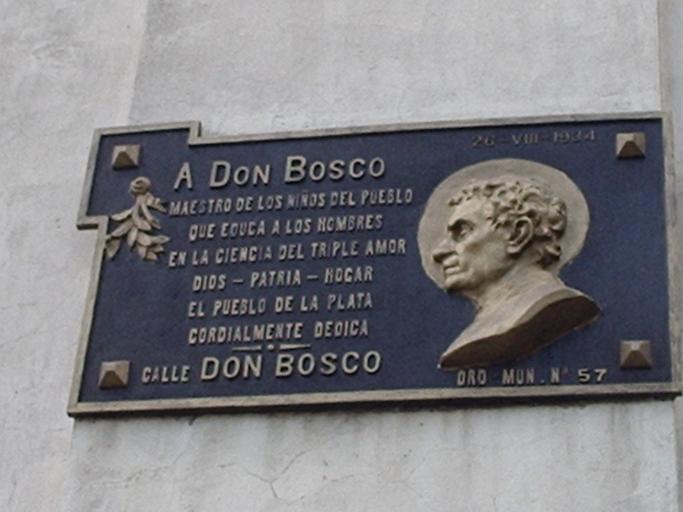 26-VIII-1934
A DON BOSCO
MAESTRO DE LOS NIÑOS DEL PUEBLO
QUE EDUCA A LOS HOMBRES
EN LA CIENCIA DEL TRIPLE AMOR
DIOS - PATRIA - HOGAR
EL PUEBLO DE LA PLATA
CORDIALMENTE DEDICA
CALLE DON BOSCO
ORD. MUN. Nº 57